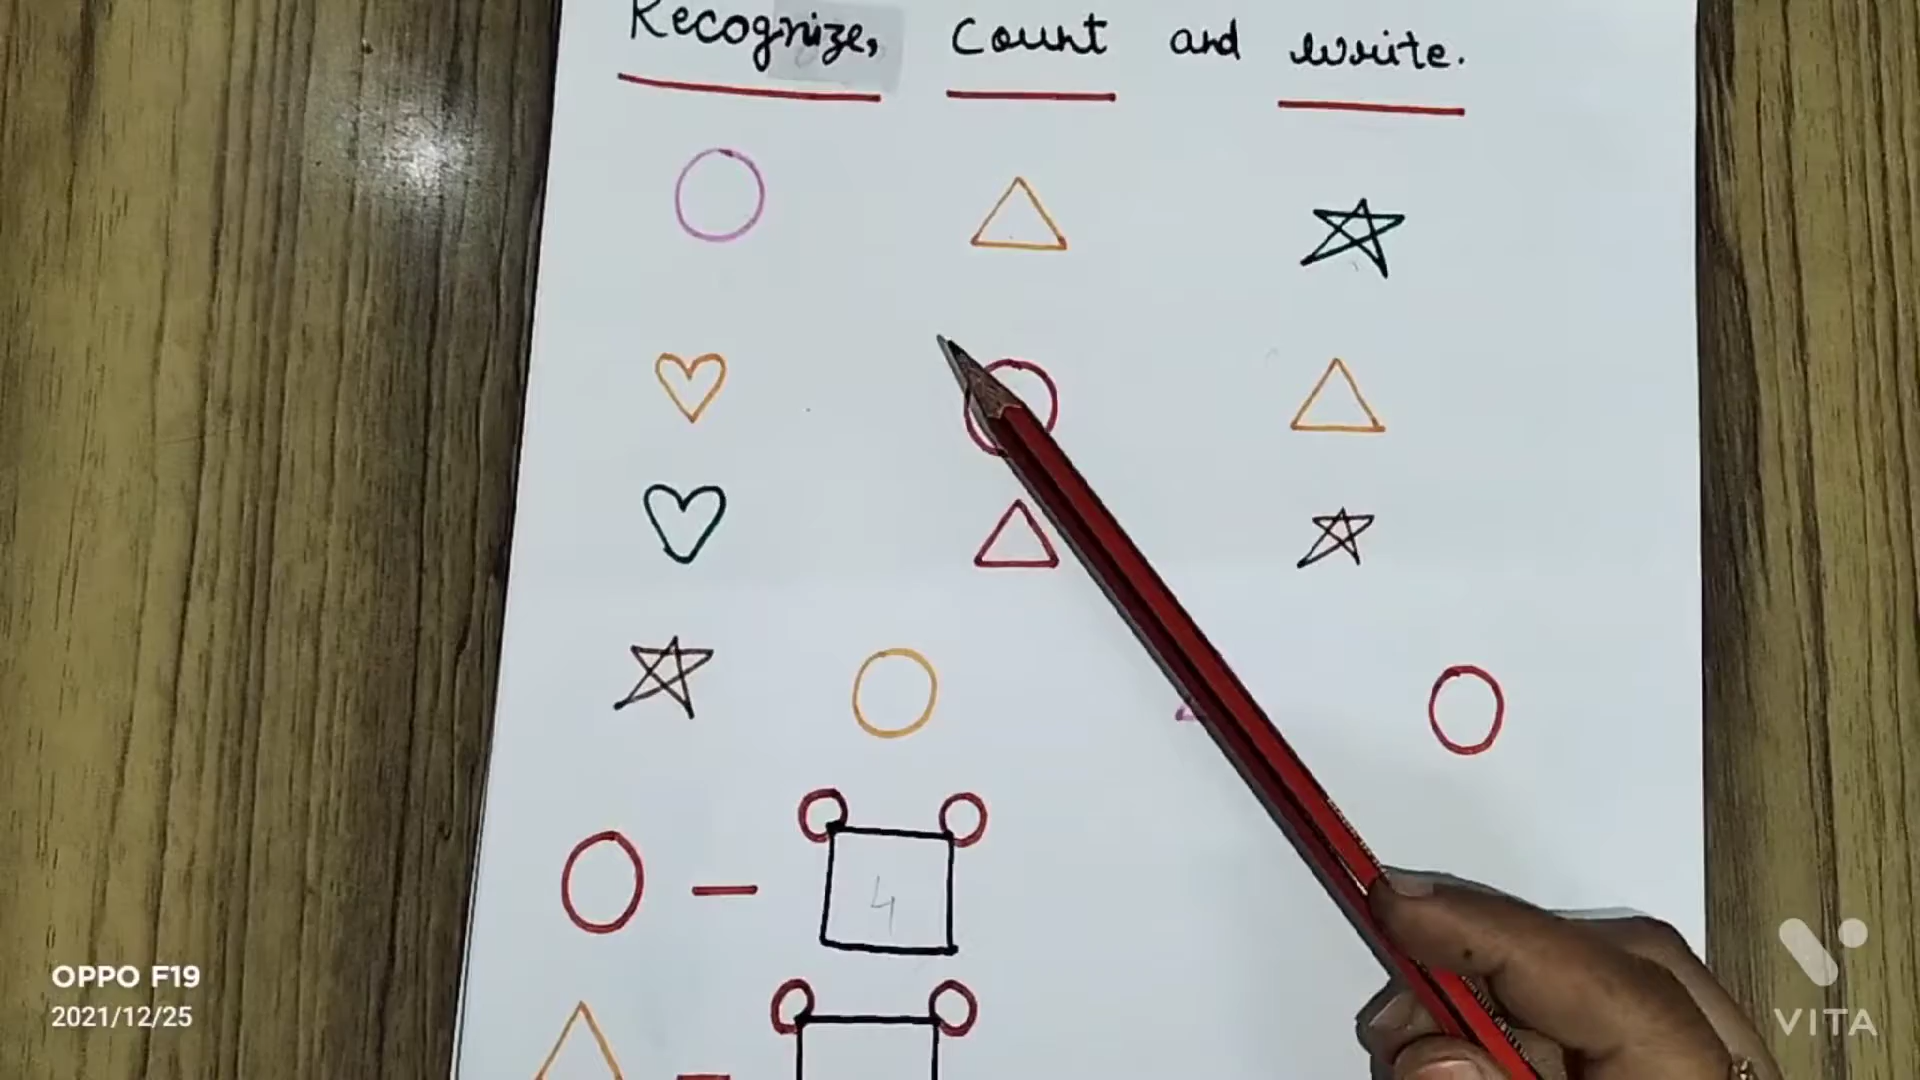 Recognize, Count and write.
4
OPPO F19
2021/12/25
VITA